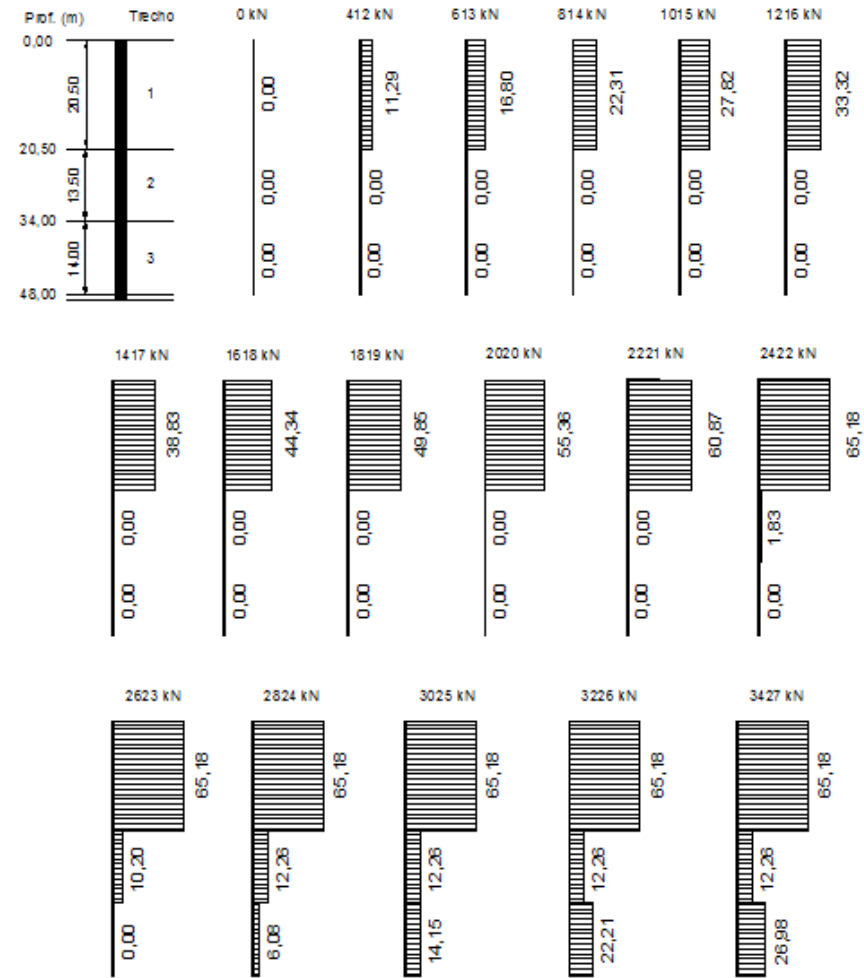 Prof. (m) Trecho 0 kN 412 kN 613 kN 814 kN 1015 kN 1216 kN
0,00
20,50 1 0,00 11,29 16,80 22,31 27,82 33,32
20,50
13,50 2 0,00 0,00 0,00 0,00 0,00 0,00
34,00
14,00 3 0,00 0,00 0,00 0,00 0,00 0,00
48,00
1417 kN 1618 kN 1819 kN 2020 kN 2221 kN 2422 kN
38,83 44,34 49,85 55,36 60,87 65,18
0,00 0,00 0,00 0,00 0,00 1,83
0,00 0,00 0,00 0,00 0,00 0,00
2623 kN 2824 kN 3025 kN 3226 kN 3427 kN
65,18 65,18 65,18 65,18 65,18
10,20 12,26 12,26 12,26 12,26
0,00 6,08 14,15 22,21 26,98